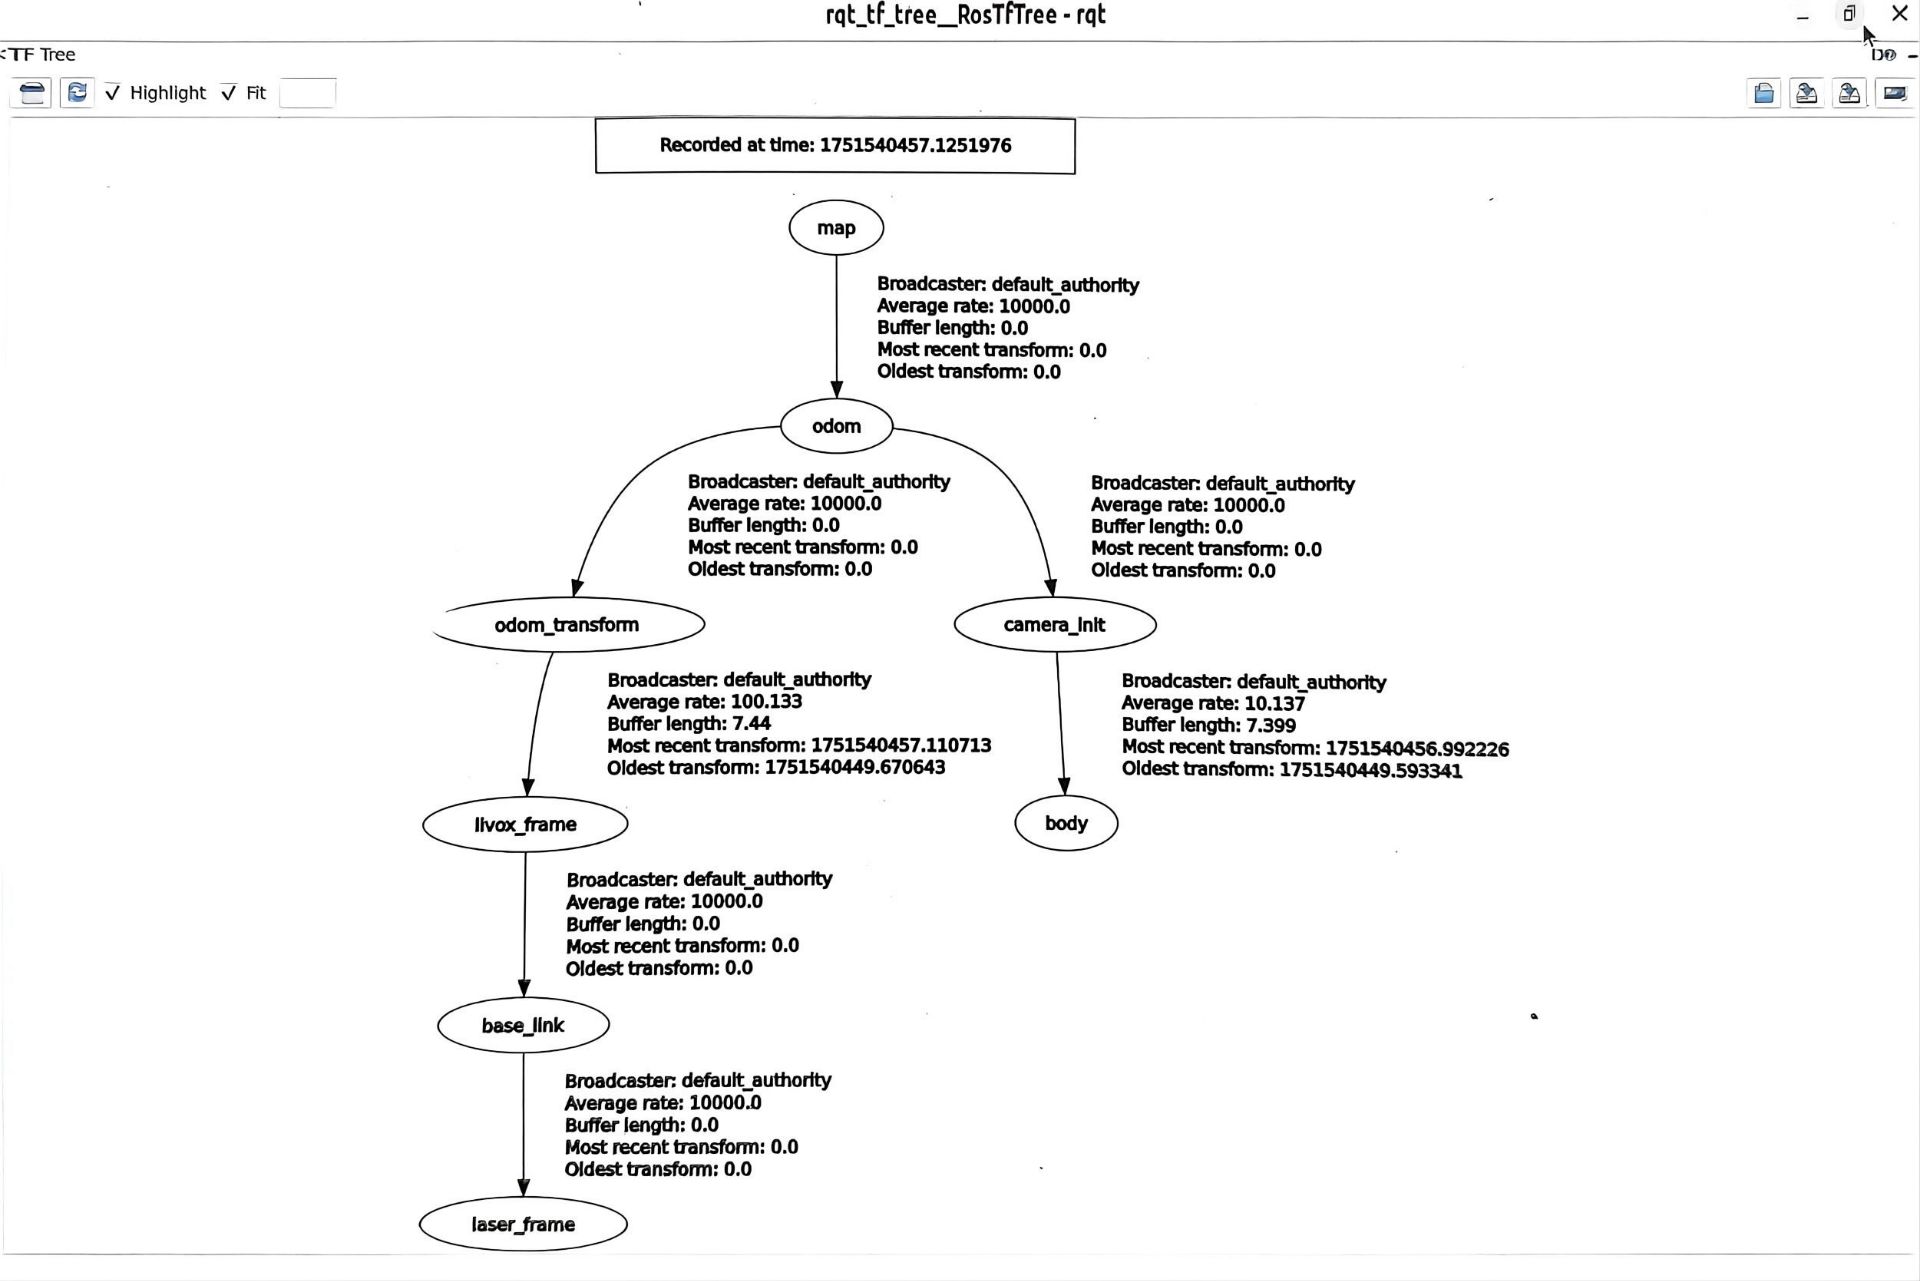 rqt_tf_tree__RosTfTree - rqt
TF Tree
Highlight Fit
Recorded at time: 1751540457.1251976
map
Broadcaster: default_authority
Average rate: 10000.0
Buffer length: 0.0
Most recent transform: 0.0
Oldest transform: 0.0
odom
Broadcaster: default_authority
Average rate: 10000.0
Buffer length: 0.0
Most recent transform: 0.0
Oldest transform: 0.0
Broadcaster: default_authority
Average rate: 10000.0
Buffer length: 0.0
Most recent transform: 0.0
Oldest transform: 0.0
odom_transform
camera_init
Broadcaster: default_authority
Average rate: 100.133
Buffer length: 7.44
Most recent transform: 1751540457.110713
Oldest transform: 1751540449.670643
Broadcaster: default_authority
Average rate: 10.137
Buffer length: 7.399
Most recent transform: 1751540456.992226
Oldest transform: 1751540449.593341
livox_frame
body
Broadcaster: default_authority
Average rate: 10000.0
Buffer length: 0.0
Most recent transform: 0.0
Oldest transform: 0.0
base_link
Broadcaster: default_authority
Average rate: 10000.0
Buffer length: 0.0
Most recent transform: 0.0
Oldest transform: 0.0
laser_frame